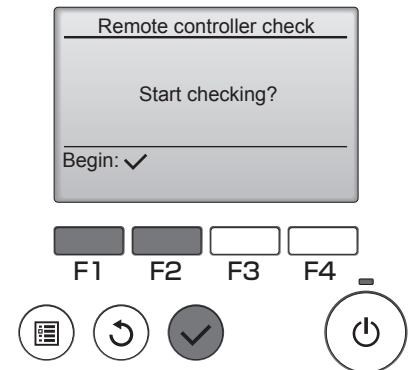 Remote controller check
Start checking?
Begin: ✓
F1 F2 F3 F4